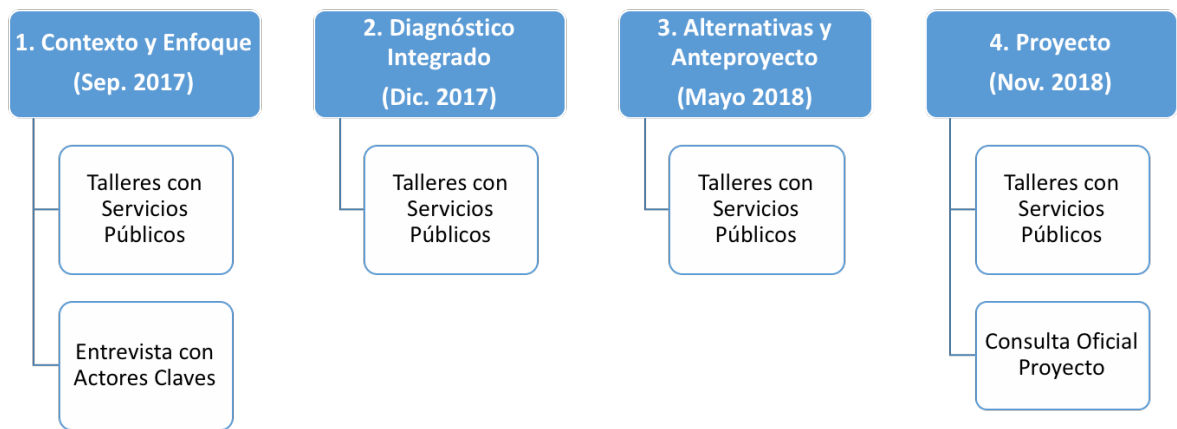 1. Contexto y Enfoque
(Sep. 2017)
Talleres con
Servicios
Públicos
Entrevista con
Actores Claves
2. Diagnóstico
Integrado
(Dic. 2017)
Talleres con
Servicios
Públicos
3. Alternativas y
Anteproyecto
(Mayo 2018)
Talleres con
Servicios
Públicos
4. Proyecto
(Nov. 2018)
Talleres con
Servicios
Públicos
Consulta Oficial
Proyecto